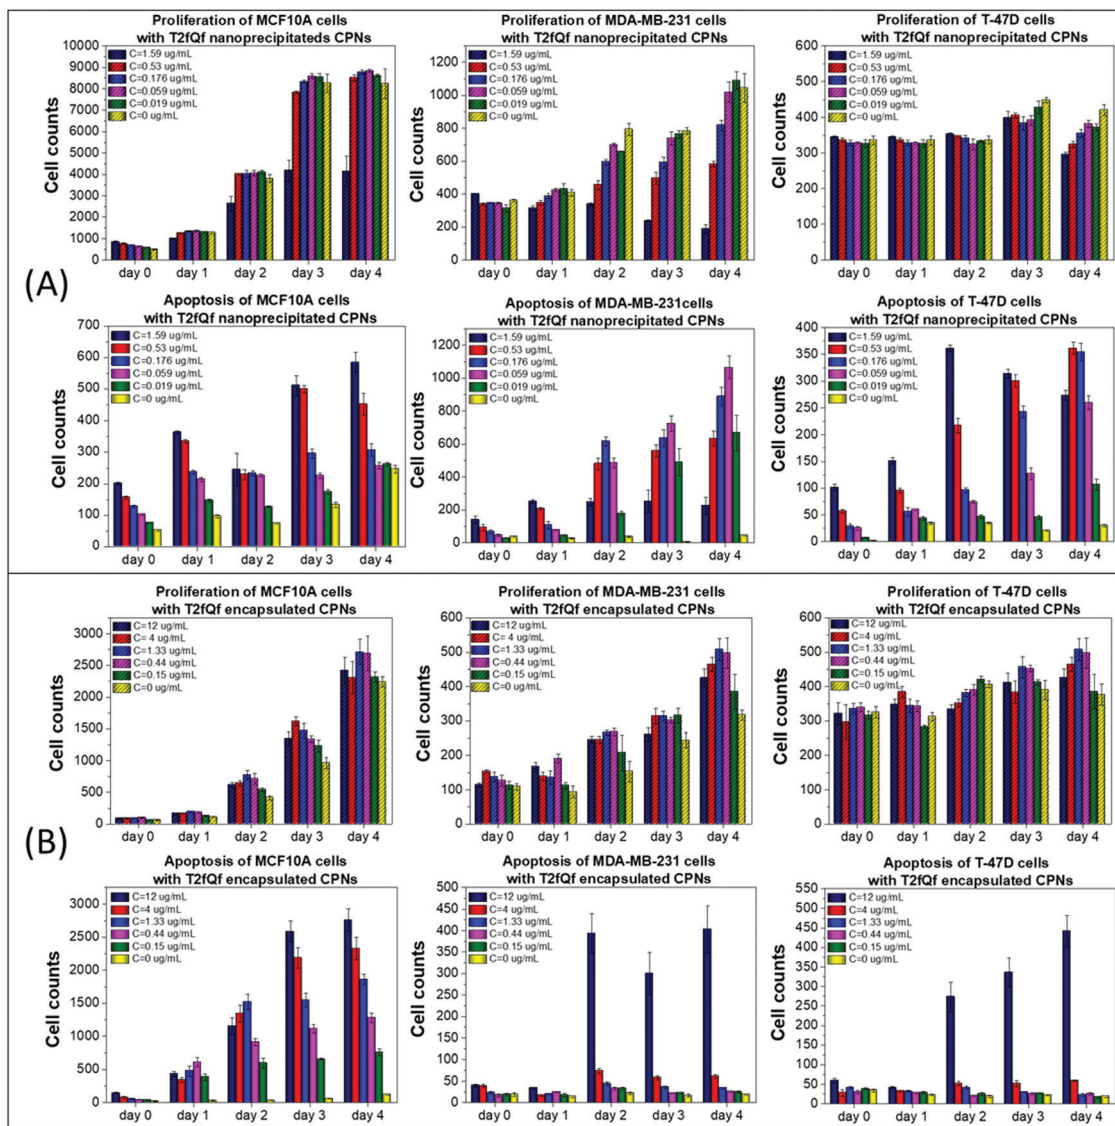 (A)
Proliferation of MCF10A cells
with T2fQf nanoprecipitateds CPNs
Cell counts
10000
9000
8000
7000
6000
5000
4000
3000
2000
1000
0
C=1.59 ug/mL
C=0.53 ug/mL
C=0.176 ug/mL
C=0.059 ug/mL
C=0.019 ug/mL
C=0 ug/mL
day 0 day 1 day 2 day 3 day 4
Proliferation of MDA-MB-231 cells
with T2fQf nanoprecipitated CPNs
Cell counts
1200
1000
800
600
400
200
0
C=1.59 ug/mL
C=0.53 ug/mL
C=0.176 ug/mL
C=0.059 ug/mL
C=0.019 ug/mL
C=0 ug/mL
day 0 day 1 day 2 day 3 day 4
Proliferation of T-47D cells
with T2fQf nanoprecipitated CPNs
Cell counts
600
500
400
300
200
100
0
C=1.59 ug/mL
C=0.53 ug/mL
C=0.176 ug/mL
C=0.059 ug/mL
C=0.019 ug/mL
C=0 ug/mL
day 0 day 1 day 2 day 3 day 4
Apoptosis of MCF10A cells
with T2fQf nanoprecipitated CPNs
Cell counts
700
600
500
400
300
200
100
0
C=1.59 ug/mL
C=0.53 ug/mL
C=0.176 ug/mL
C=0.059 ug/mL
C=0.019 ug/mL
C=0 ug/mL
day 0 day 1 day 2 day 3 day 4
Apoptosis of MDA-MB-231cells
with T2fQf nanoprecipitated CPNs
Cell counts
1200
1000
800
600
400
200
0
C=1.59 ug/mL
C=0.53 ug/mL
C=0.176 ug/mL
C=0.059 ug/mL
C=0.019 ug/mL
C=0 ug/mL
day 0 day 1 day 2 day 3 day 4
Apoptosis of T-47D cells
with T2fQf nanoprecipitated CPNs
Cell counts
400
350
300
250
200
150
100
50
0
C=1.59 ug/mL
C=0.53 ug/mL
C=0.176 ug/mL
C=0.059 ug/mL
C=0.019 ug/mL
C=0 ug/mL
day 0 day 1 day 2 day 3 day 4
(B)
Proliferation of MCF10A cells
with T2fQf encapsulated CPNs
Cell counts
3000
2500
2000
1500
1000
500
0
C=12 ug/mL
C= 4 ug/mL
C=1.33 ug/mL
C=0.44 ug/mL
C=0.15 ug/mL
C=0 ug/mL
day 0 day 1 day 2 day 3 day 4
Proliferation of MDA-MB-231 cells
with T2fQf encapsulated CPNs
Cell counts
600
500
400
300
200
100
0
C=12 ug/mL
C=4 ug/mL
C=1.33 ug/mL
C=0.44 ug/mL
C=0.15 ug/mL
C=0 ug/mL
day 0 day 1 day 2 day 3 day 4
Proliferation of T-47D cells
with T2fQf encapsulated CPNs
Cell counts
600
500
400
300
200
100
0
C=12 ug/mL
C=4 ug/mL
C=1.33 ug/mL
C=0.44 ug/mL
C=0.15 ug/mL
C=0 ug/mL
day 0 day 1 day 2 day 3 day 4
Apoptosis of MCF10A cells
with T2fQf encapsulated CPNs
Cell counts
3000
2500
2000
1500
1000
500
0
C=12 ug/mL
C=4 ug/mL
C=1.33 ug/mL
C=0.44 ug/mL
C=0.15 ug/mL
C=0 ug/mL
day 0 day 1 day 2 day 3 day 4
Apoptosis of MDA-MB-231 cells
with T2fQf encapsulated CPNs
Cell counts
500
450
400
350
300
250
200
150
100
50
0
C=12 ug/mL
C=4 ug/mL
C=1.33 ug/mL
C=0.44 ug/mL
C=0.15 ug/mL
C=0 ug/mL
day 0 day 1 day 2 day 3 day 4
Apoptosis of T-47D cells
with T2fQf encapsulated CPNs
Cell counts
550
500
450
400
350
300
250
200
150
100
50
0
C=12 ug/mL
C=4 ug/mL
C=1.33 ug/mL
C=0.44 ug/mL
C=0.15 ug/mL
C=0 ug/mL
day 0 day 1 day 2 day 3 day 4